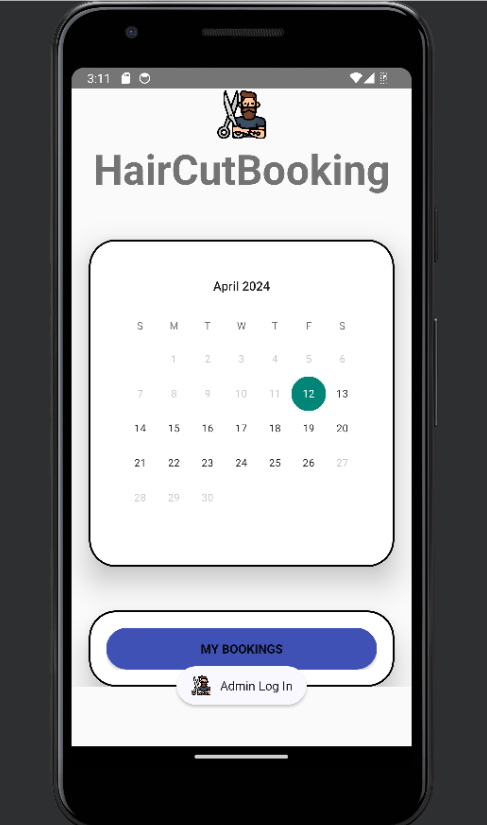 3:11
HairCutBooking
April 2024
S M T W T F S
1 2 3 4 5 6
7 8 9 10 11 12 13
14 15 16 17 18 19 20
21 22 23 24 25 26 27
28 29 30
MY BOOKINGS
Admin Log In